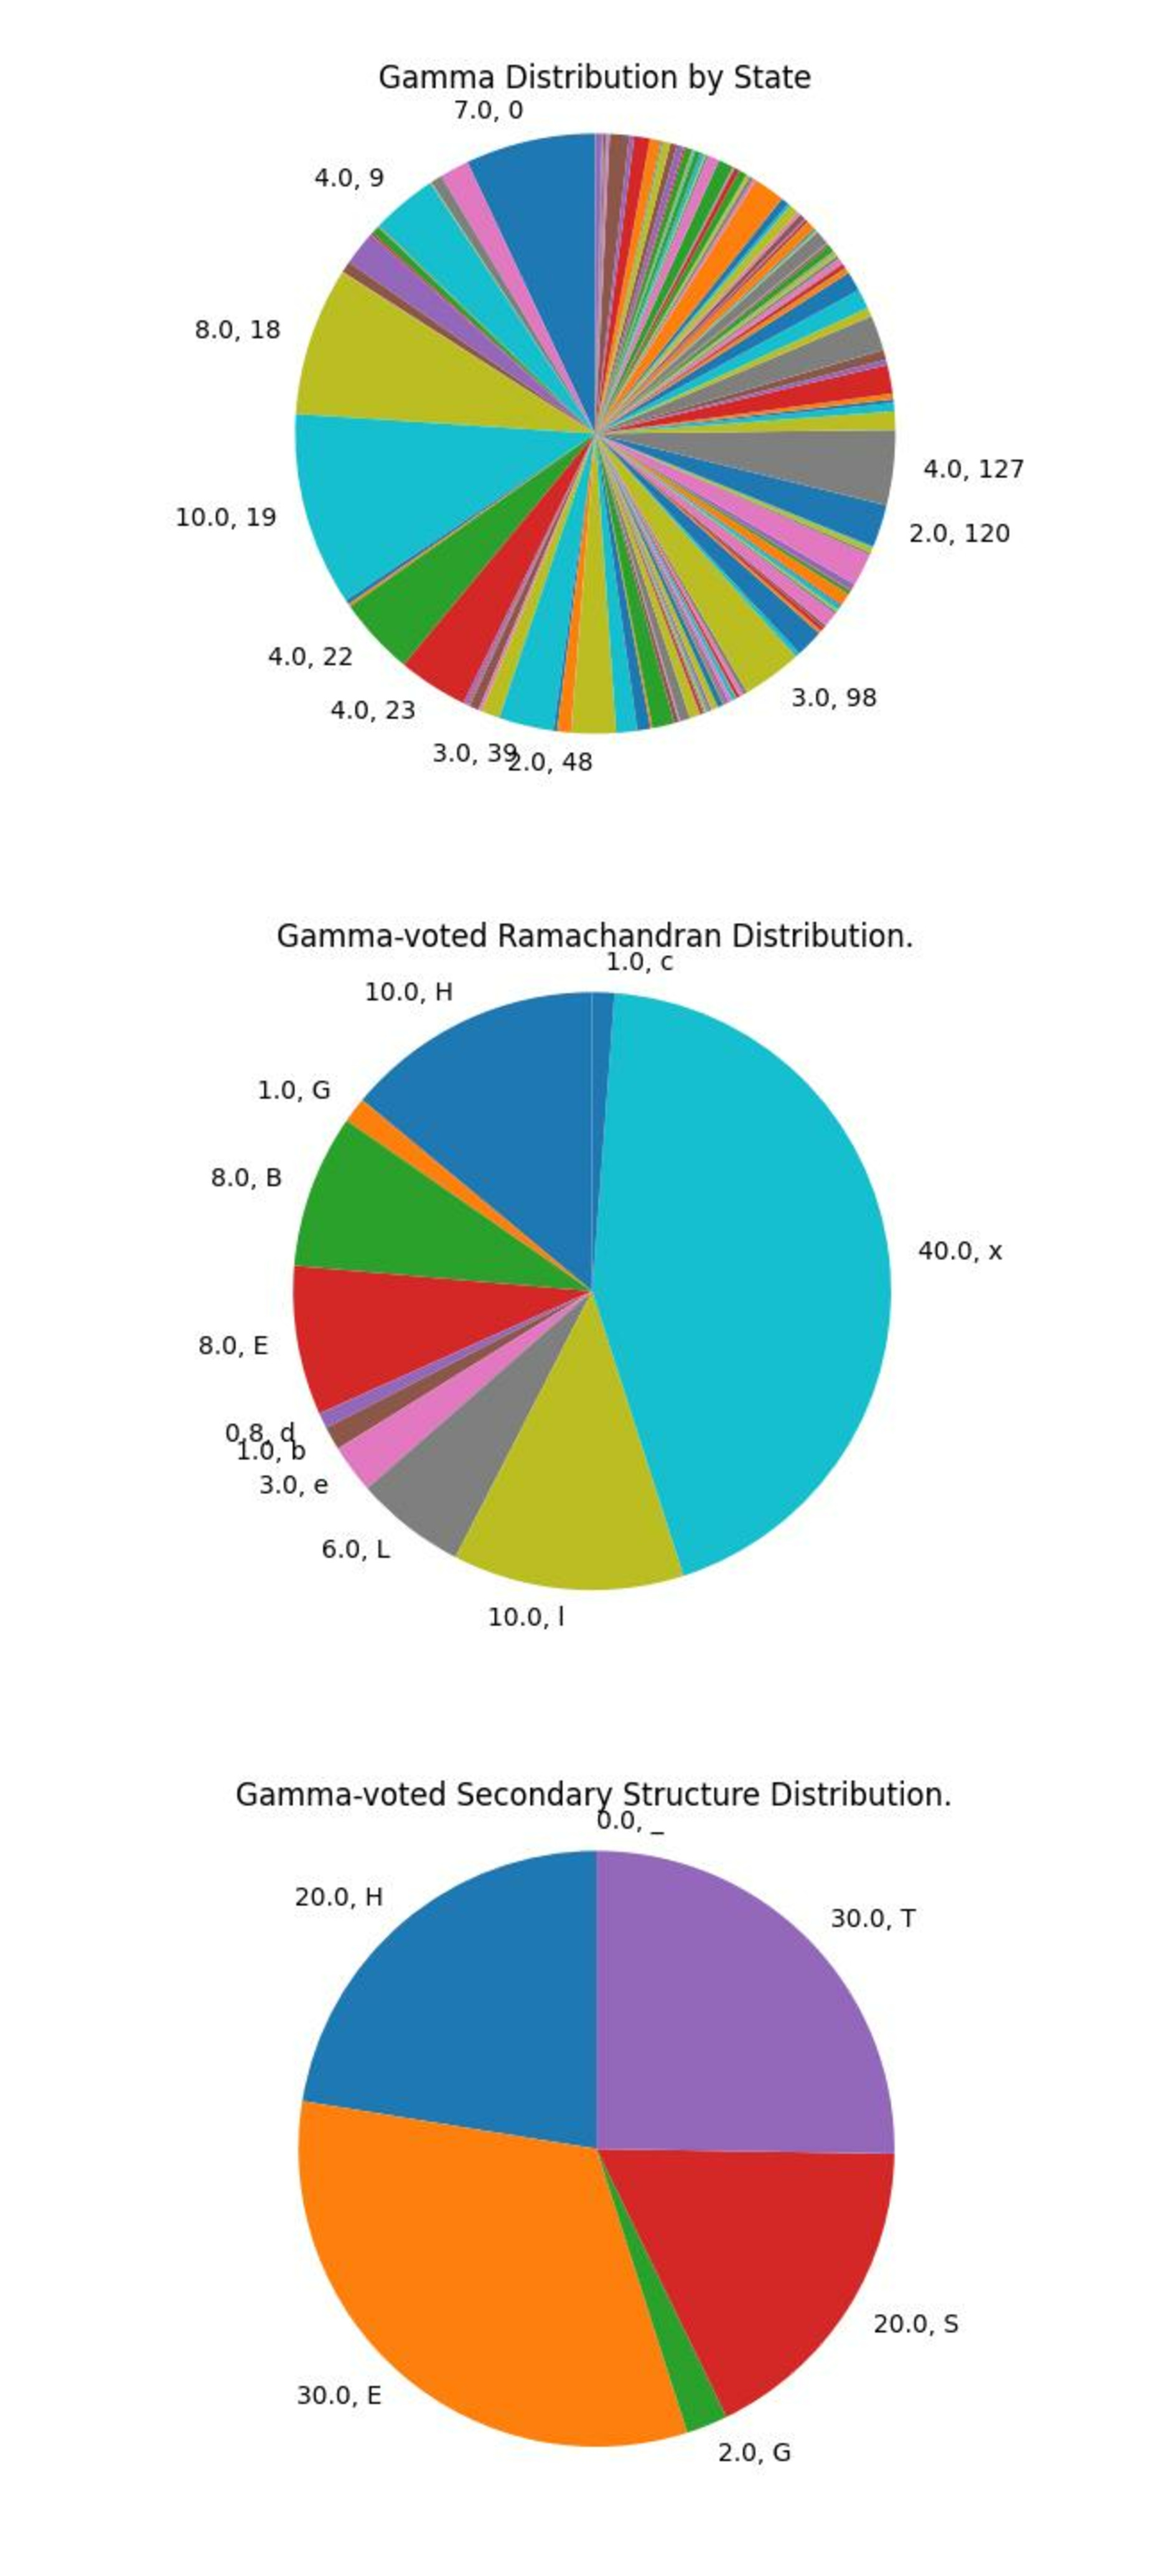 Gamma Distribution by State
7.0, 0
4.0, 9
8.0, 18
10.0, 19
4.0, 22
4.0, 23
3.0, 39
2.0, 48
3.0, 98
2.0, 120
4.0, 127
Gamma-voted Ramachandran Distribution.
1.0, c
10.0, H
1.0, G
8.0, B
8.0, E
0.8, d
1.0, b
3.0, e
6.0, L
10.0, l
40.0, x
Gamma-voted Secondary Structure Distribution.
0.0, _
20.0, H
30.0, T
20.0, S
30.0, E
2.0, G